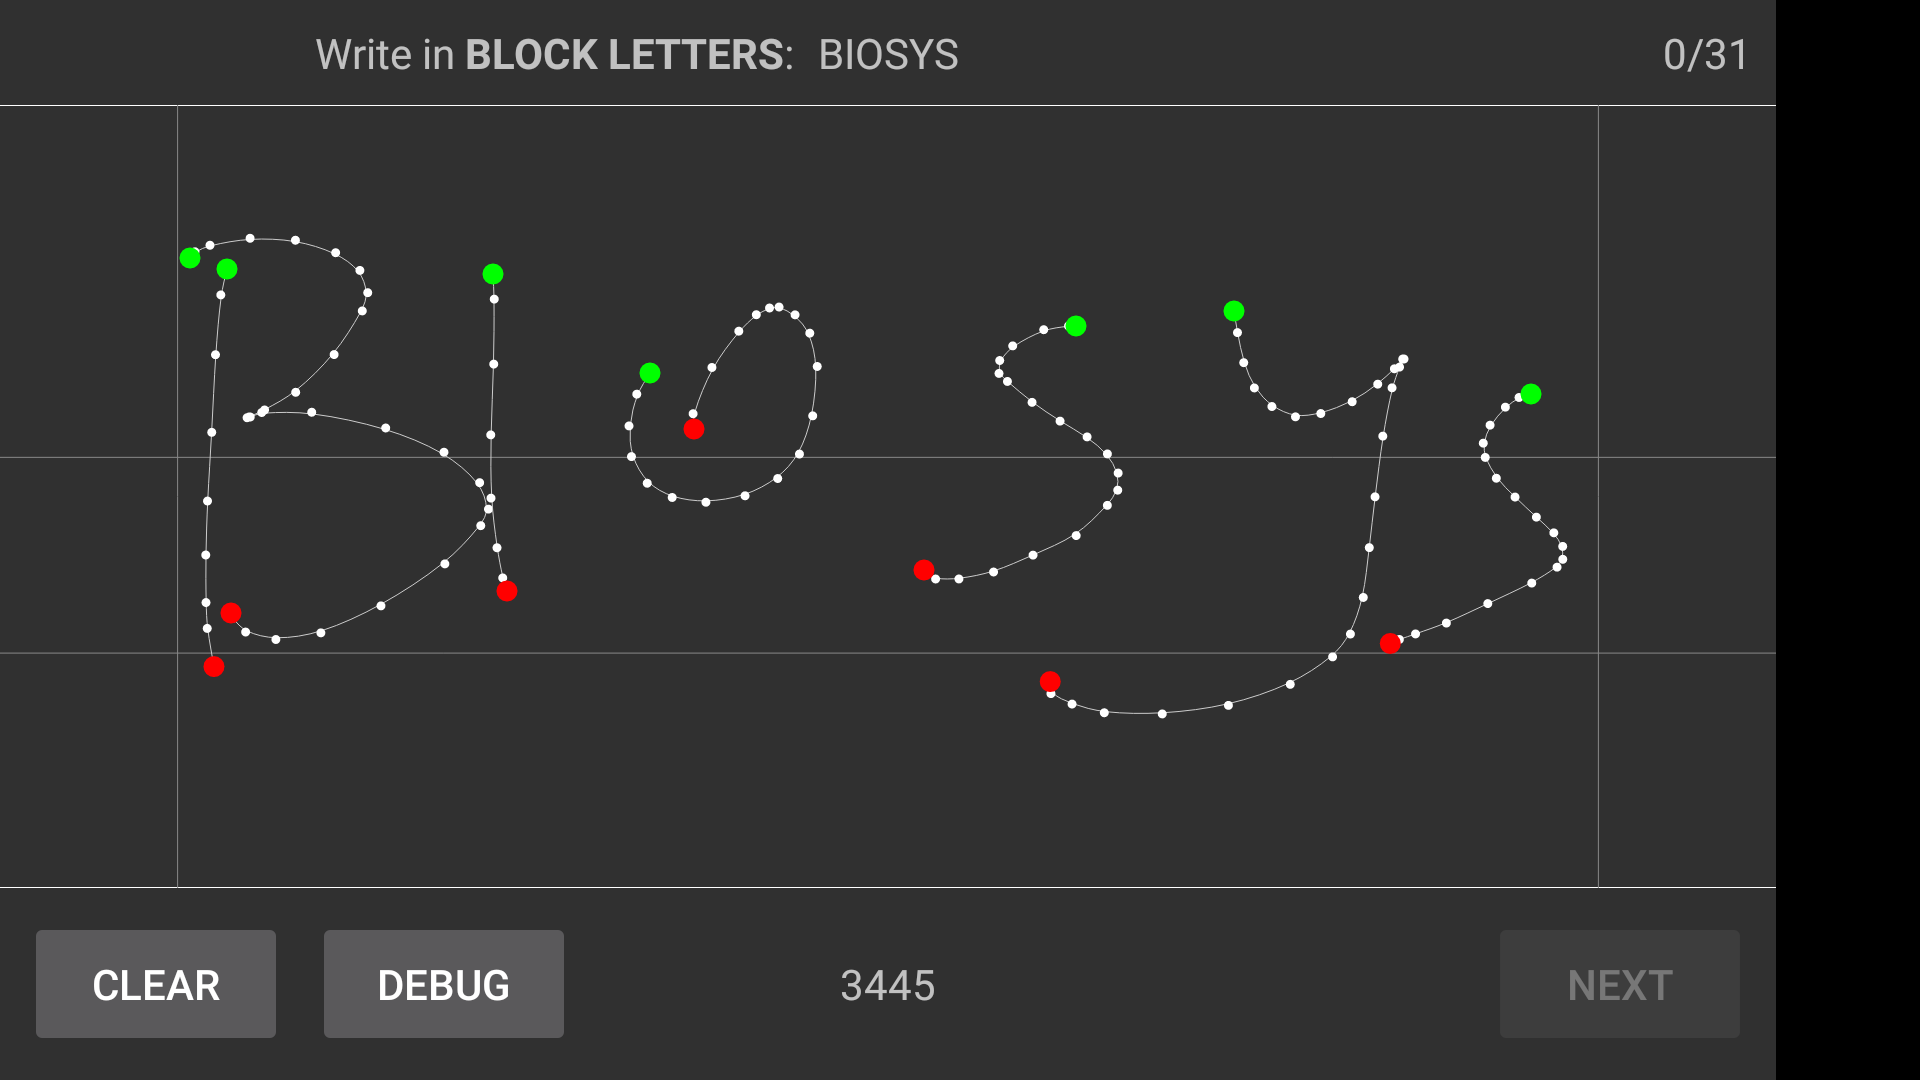 Write in BLOCK LETTERS: BIOSYS
0/31
BIOSYS
CLEAR
DEBUG
3445
NEXT